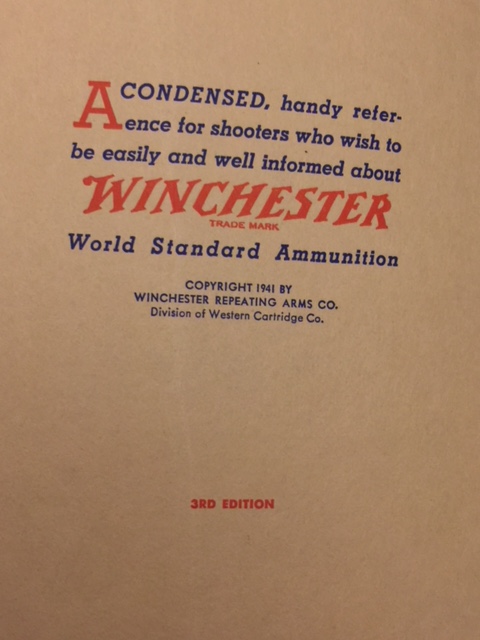 A CONDENSED, handy refer-
ence for shooters who wish to
be easily and well informed about
WINCHESTER
TRADE MARK
World Standard Ammunition
COPYRIGHT 1941 BY
WINCHESTER REPEATING ARMS CO.
Division of Western Cartridge Co.
3RD EDITION